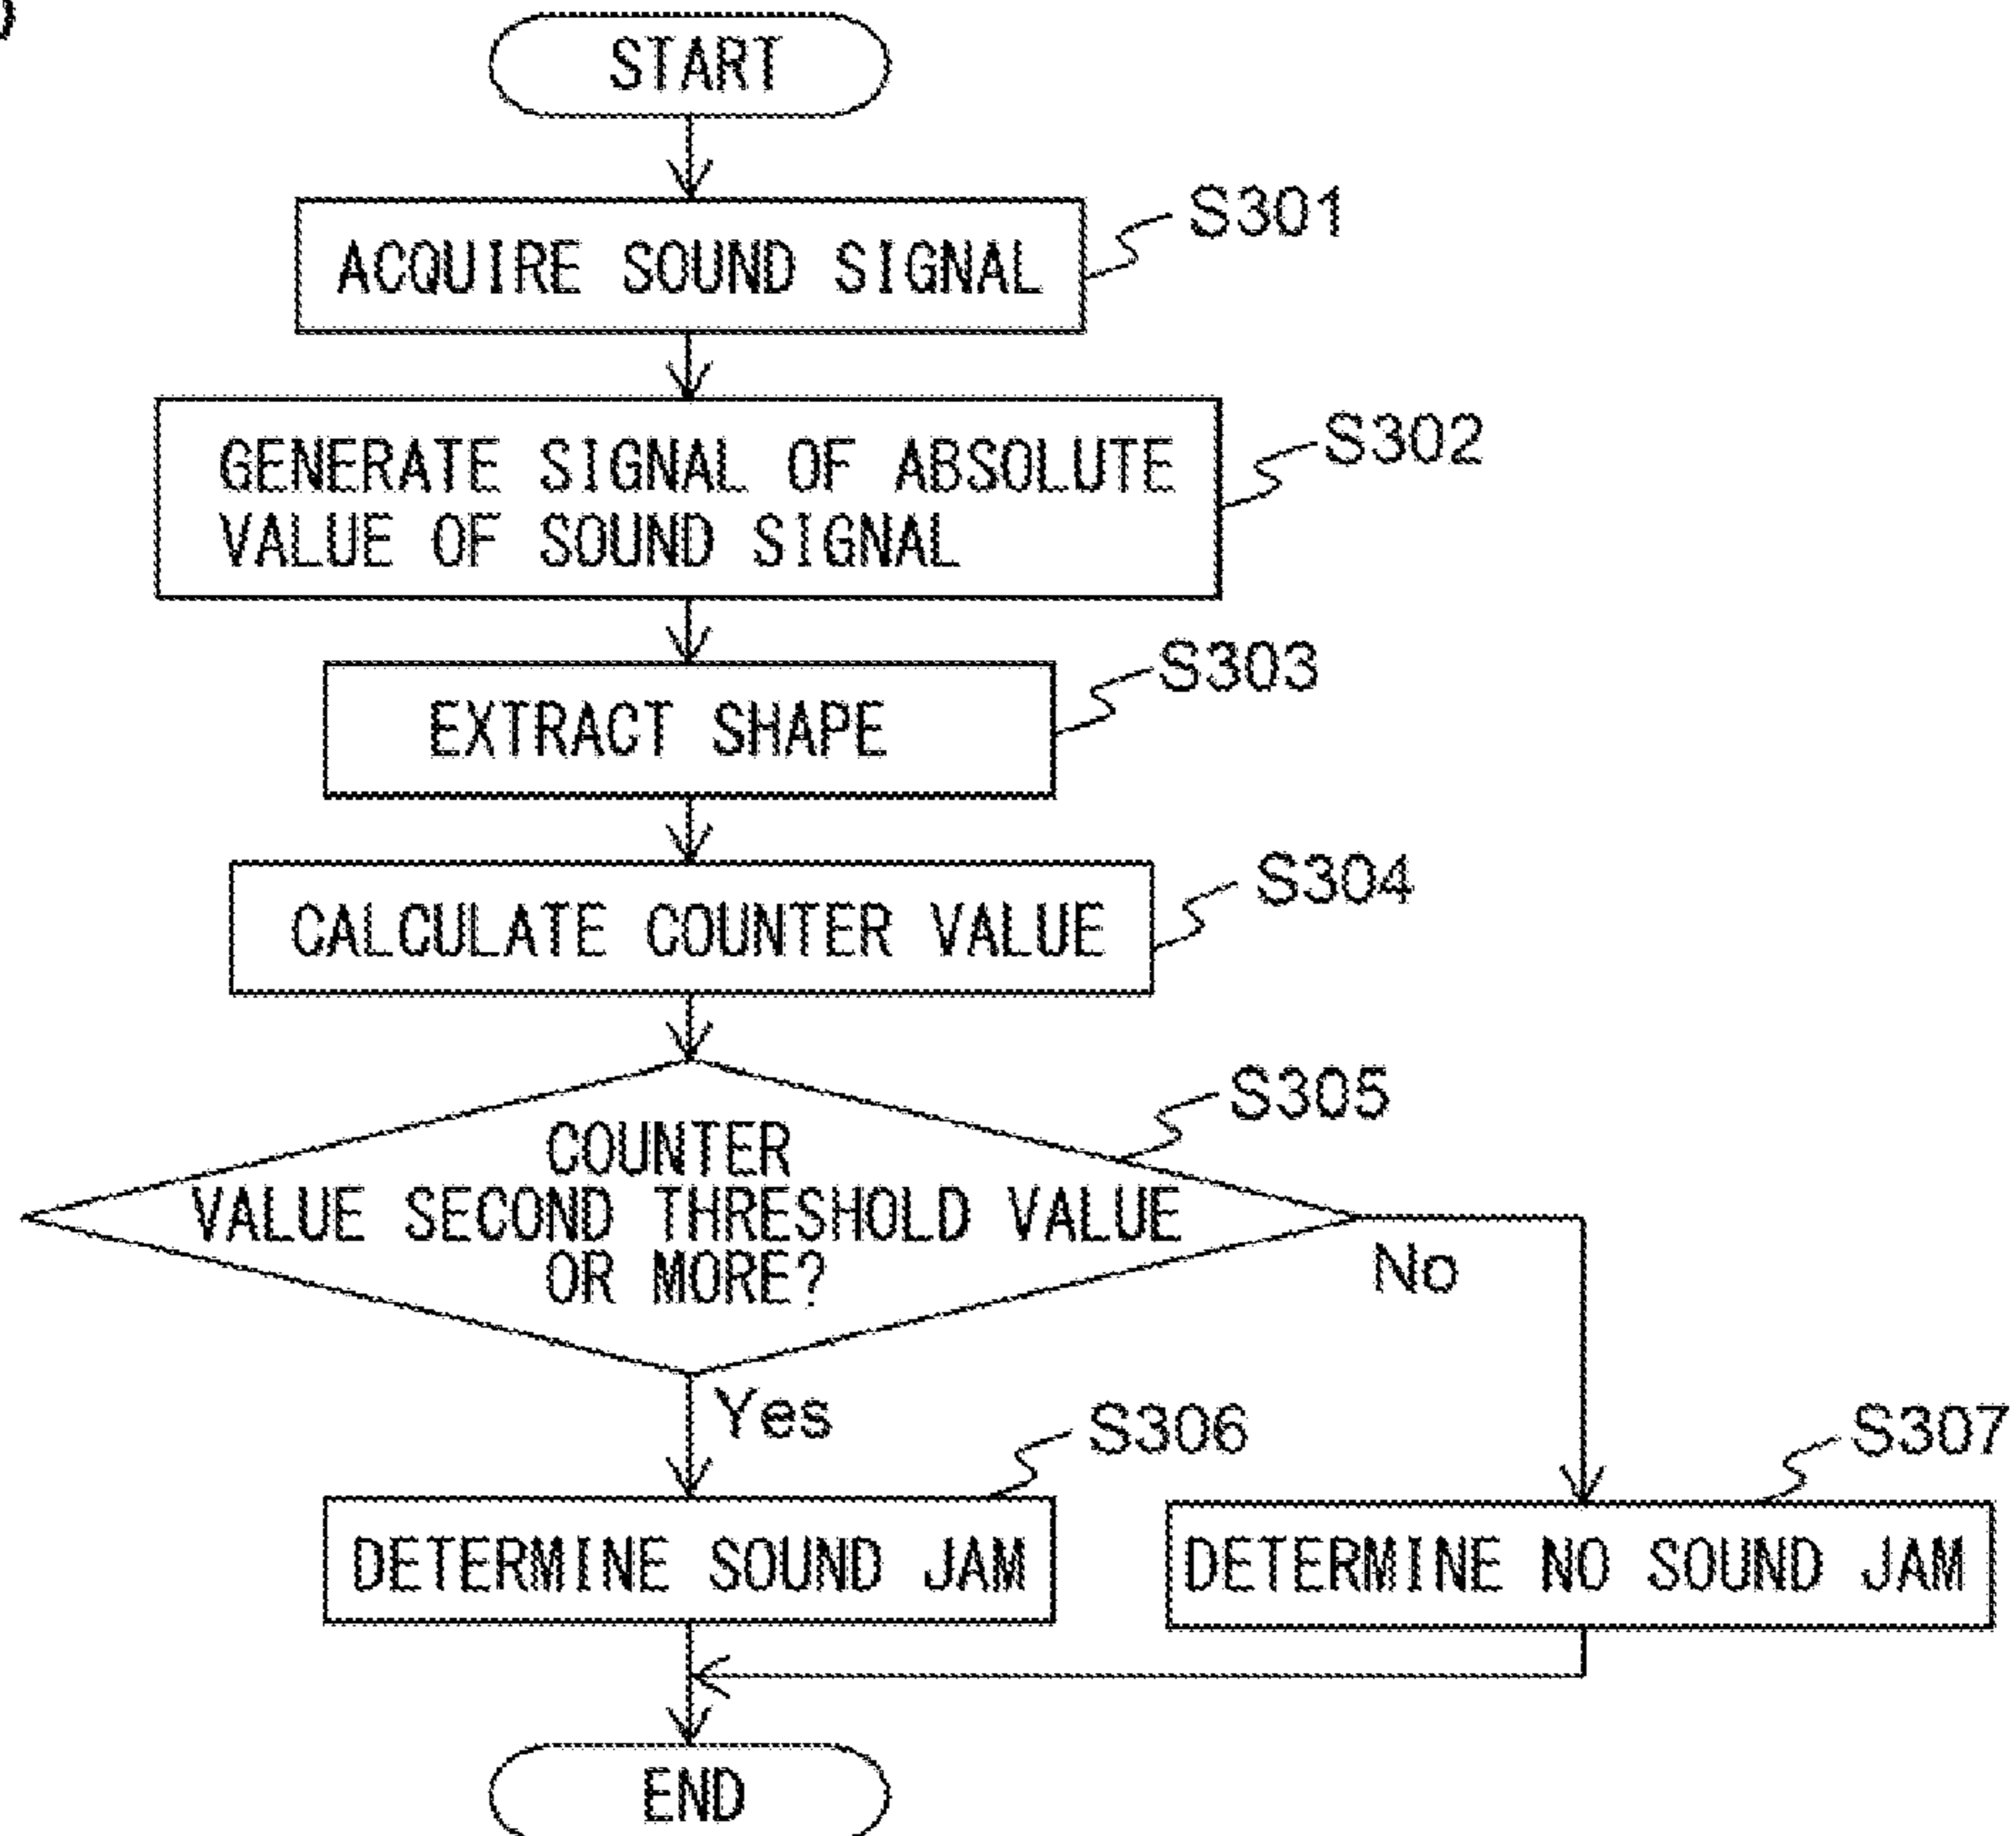 START
S301
ACQUIRE SOUND SIGNAL
S302
GENERATE SIGNAL OF ABSOLUTE
VALUE OF SOUND SIGNAL
S303
EXTRACT SHAPE
S304
CALCULATE COUNTER VALUE
S305
COUNTER
VALUE SECOND THRESHOLD VALUE
OR MORE?
No
Yes
S306
S307
DETERMINE SOUND JAM
DETERMINE NO SOUND JAM
END